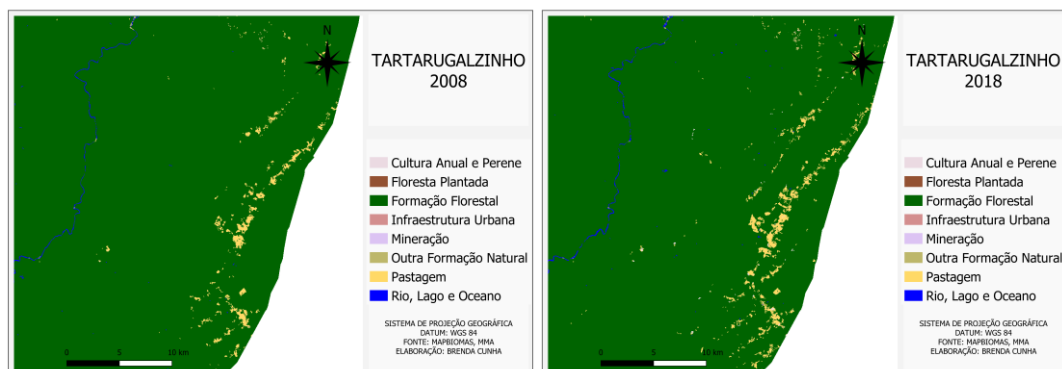 N
TARTARUGALZINHO
2008
Cultura Anual e Perene
Floresta Plantada
Formação Florestal
Infraestrutura Urbana
Mineração
Outra Formação Natural
Pastagem
Rio, Lago e Oceano
SISTEMA DE PROJEÇÃO GEOGRÁFICA
DATUM: WGS 84
FONTE: MAPBIOMAS, MMA
ELABORAÇÃO: BRENDA CUNHA
0 5 10 km
N
TARTARUGALZINHO
2018
Cultura Anual e Perene
Floresta Plantada
Formação Florestal
Infraestrutura Urbana
Mineração
Outra Formação Natural
Pastagem
Rio, Lago e Oceano
SISTEMA DE PROJEÇÃO GEOGRÁFICA
DATUM: WGS 84
FONTE: MAPBIOMAS, MMA
ELABORAÇÃO: BRENDA CUNHA
0 5 10 km